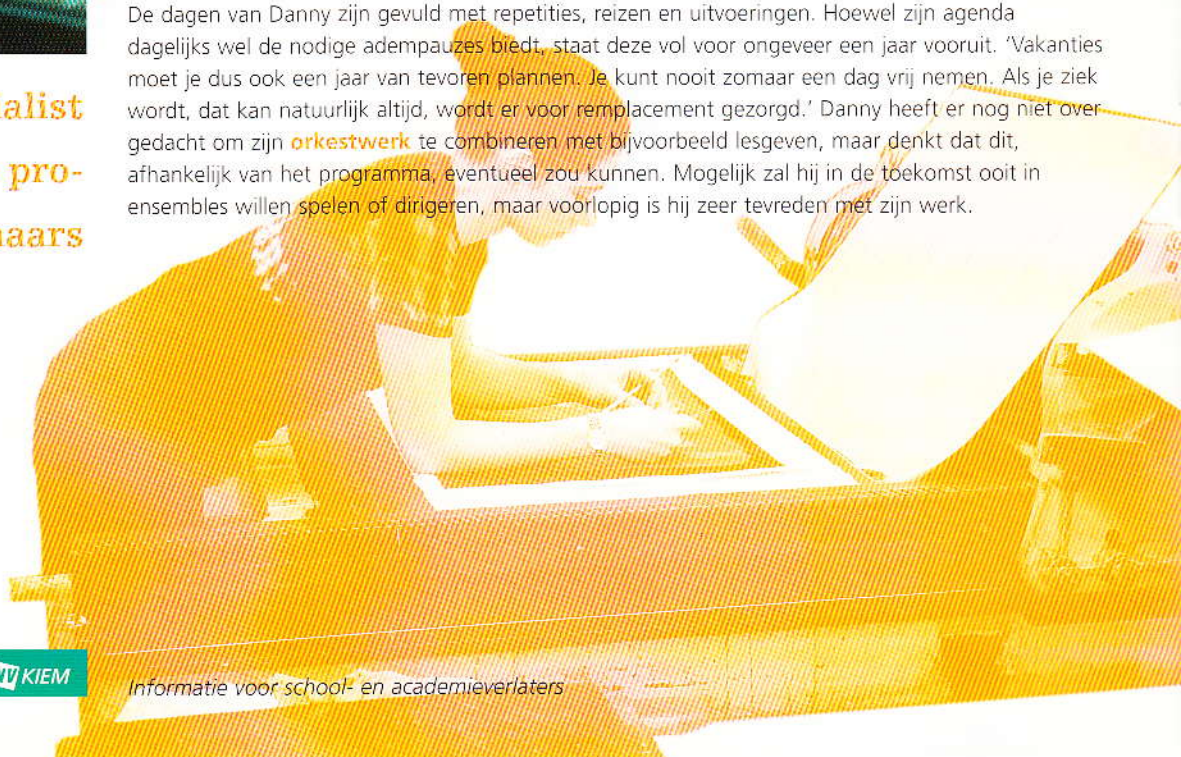 De dagen van Danny zijn gevuld met repetities, reizen en uitvoeringen. Hoewel zijn agenda
dagelijks wel de nodige adempauzes biedt, staat deze vol voor ongeveer een jaar vooruit. ‘Vakanties
moet je dus ook een jaar van tevoren plannen. Je kunt nooit zomaar een dag vrij nemen. Als je ziek
wordt, dat kan natuurlijk altijd, wordt er voor remplacement gezorgd.’ Danny heeft er nog niet over
gedacht om zijn orkestwerk te combineren met bijvoorbeeld lesgeven, maar denkt dat dit,
afhankelijk van het programma, eventueel zou kunnen. Mogelijk zal hij in de toekomst ooit in
ensembles willen spelen of dirigeren, maar voorlopig is hij zeer tevreden met zijn werk.
alist
pro-
aars
KIEM
Informatie voor school- en academieverlaters